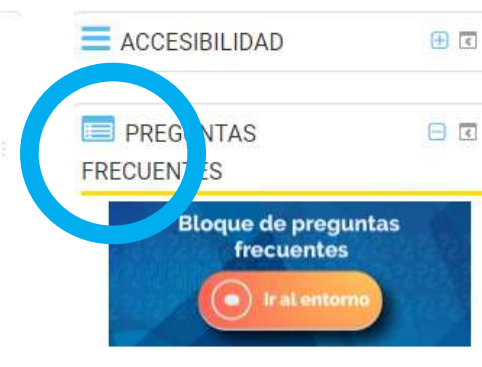 ACCESIBILIDAD
PREGUNTAS
FRECUENTES
Bloque de preguntas
frecuentes
Ir al entorno